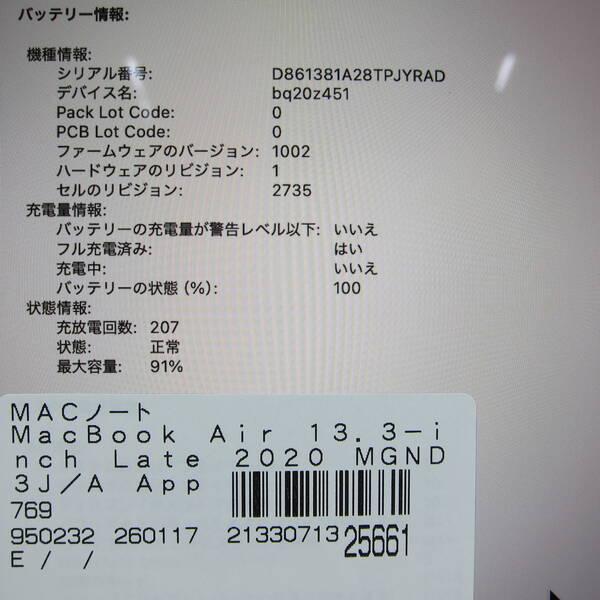 バッテリー情報:
機種情報:
シリアル番号: D861381A28TPJYRAD
デバイス名: bq20z451
Pack Lot Code: 0
PCB Lot Code: 0
ファームウェアのバージョン: 1002
ハードウェアのリビジョン: 1
セルのリビジョン: 2735
充電量情報:
バッテリーの充電量が警告レベル以下: いいえ
フル充電済み: はい
充電中: いいえ
バッテリーの状態 (%): 100
状態情報:
充放電回数: 207
状態: 正常
最大容量: 91%
MACノート
MacBook Air 13.3-i
nch Late 2020 MGND
3J/A App
769
950232 260117 21330713 25661
E / /